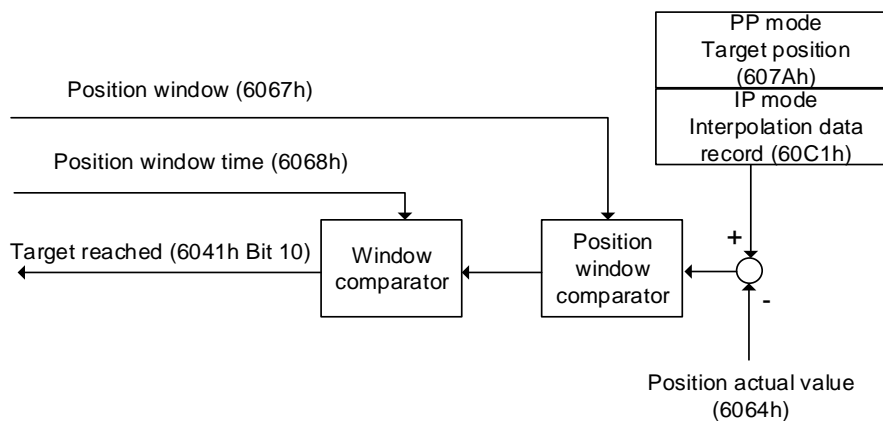 PP mode
Target position
(607Ah)
IP mode
Interpolation data
record (60C1h)
Position window (6067h)
Position window time (6068h)
Target reached (6041h Bit 10)
Window
comparator
Position
window
comparator
+
-
Position actual value
(6064h)